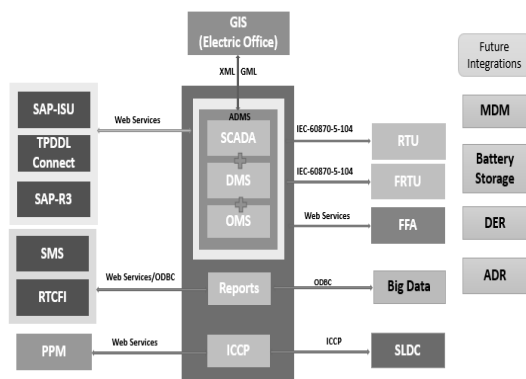 GIS
(Electric Office)
XML GML
Future
Integrations
SAP-ISU
TPDDL
Connect
SAP-R3
Web Services
ADMS
SCADA
DMS
OMS
IEC-60870-5-104
RTU
IEC-60870-5-104
FRTU
Web Services
FFA
MDM
Battery
Storage
DER
ADR
SMS
RTCFI
Web Services/ODBC
Reports
ODBC
Big Data
PPM
Web Services
ICCP
ICCP
SLDC